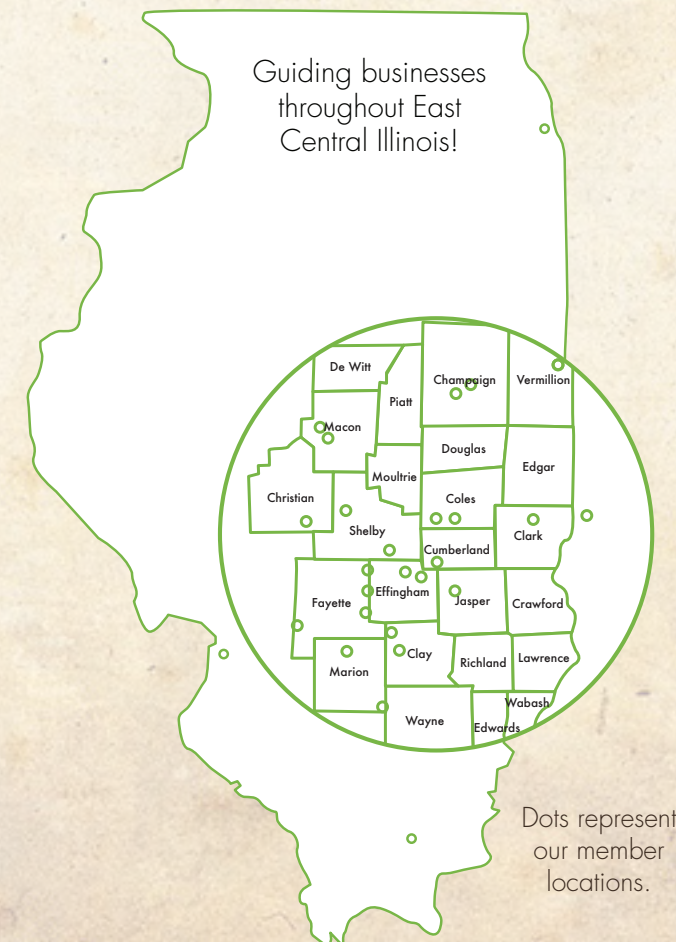 Guiding businesses
throughout East
Central Illinois!
De Witt
Champaign
Vermillion
Piatt
Macon
Douglas
Edgar
Moultrie
Christian
Coles
Shelby
Clark
Cumberland
Effingham
Fayette
Jasper
Crawford
Clay
Richland
Lawrence
Marion
Wabash
Wayne
Edwards
Dots represent
our member
locations.